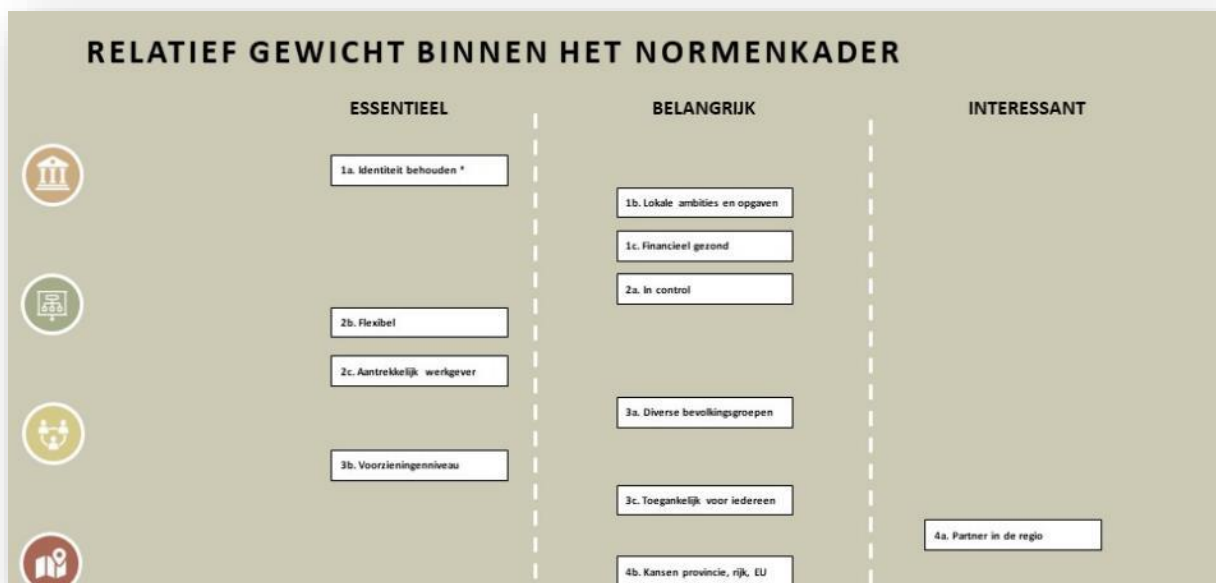 RELATIEF GEWICHT BINNEN HET NORMENKADER
ESSENTIEEL
BELANGRIJK
INTERESSANT
1a. Identiteit behouden *
1b. Lokale ambities en opgaven
1c. Financieel gezond
2a. In control
2b. Flexibel
2c. Aantrekkelijk werkgever
3a. Diverse bevolkingsgroepen
3b. Voorzieningenniveau
3c. Toegankelijk voor iedereen
4a. Partner in de regio
4b. Kansen provincie, rijk, EU